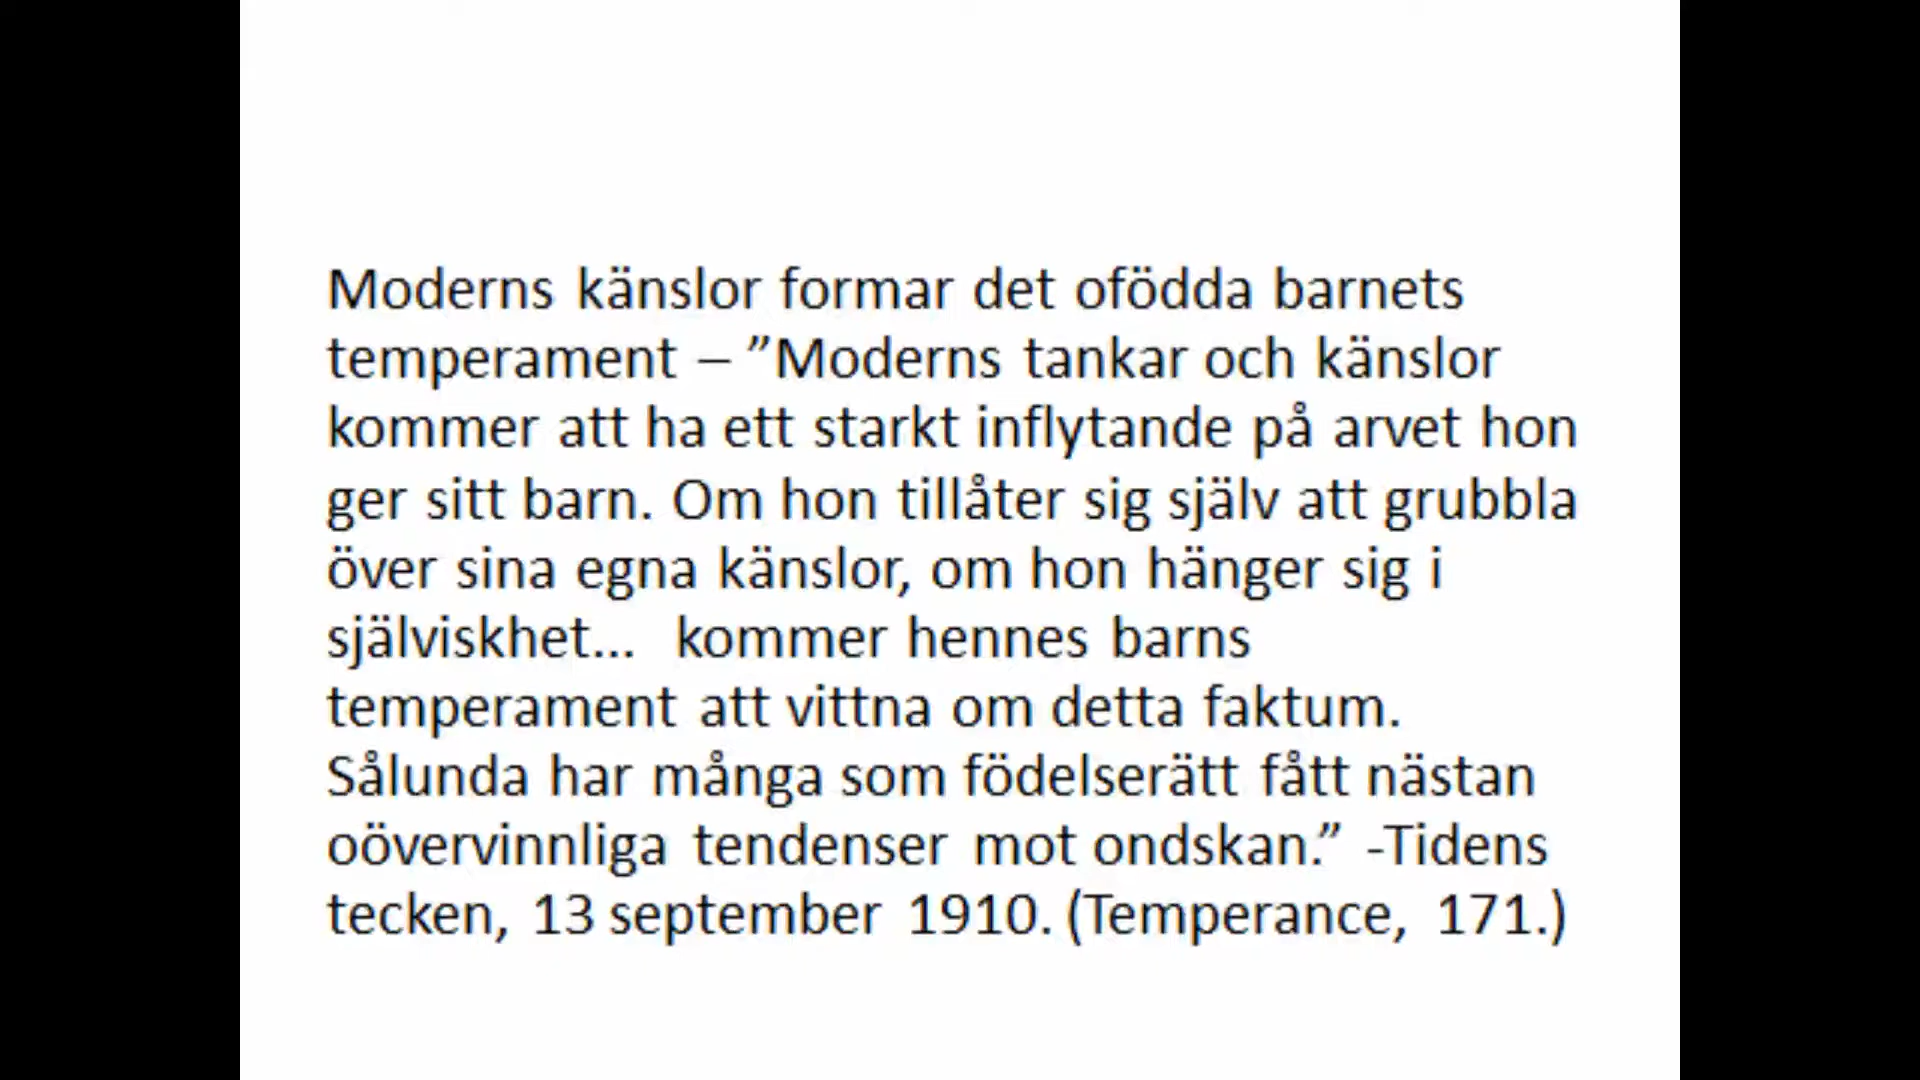 Moderns känslor formar det ofödda barnets
temperament – ”Moderns tankar och känslor
kommer att ha ett starkt inflytande på arvet hon
ger sitt barn. Om hon tillåter sig själv att grubbla
över sina egna känslor, om hon hänger sig i
själviskhet... kommer hennes barns
temperament att vittna om detta faktum.
Sålunda har många som födelserätt fått nästan
oövervinnliga tendenser mot ondskan.” -Tidens
tecken, 13 september 1910. (Temperance, 171.)